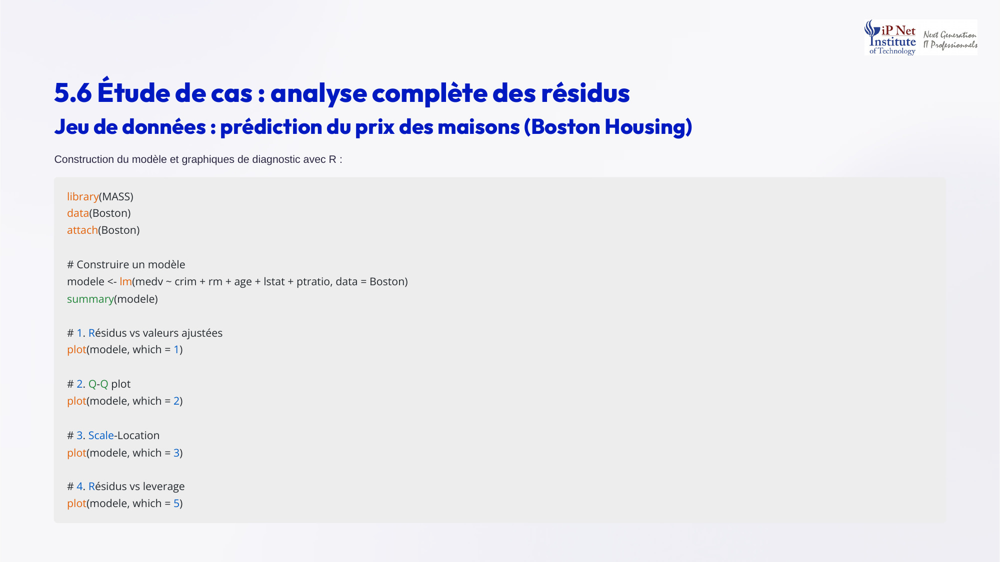 iP Net
Institute
of Technology
Next Generation
IT Professionnels
5.6 Étude de cas : analyse complète des résidus
Jeu de données : prédiction du prix des maisons (Boston Housing)
Construction du modèle et graphiques de diagnostic avec R :
library(MASS)
data(Boston)
attach(Boston)
# Construire un modèle
modele <- lm(medv ~ crim + rm + age + lstat + ptratio, data = Boston)
summary(modele)
# 1. Résidus vs valeurs ajustées
plot(modele, which = 1)
# 2. Q-Q plot
plot(modele, which = 2)
# 3. Scale-Location
plot(modele, which = 3)
# 4. Résidus vs leverage
plot(modele, which = 5)